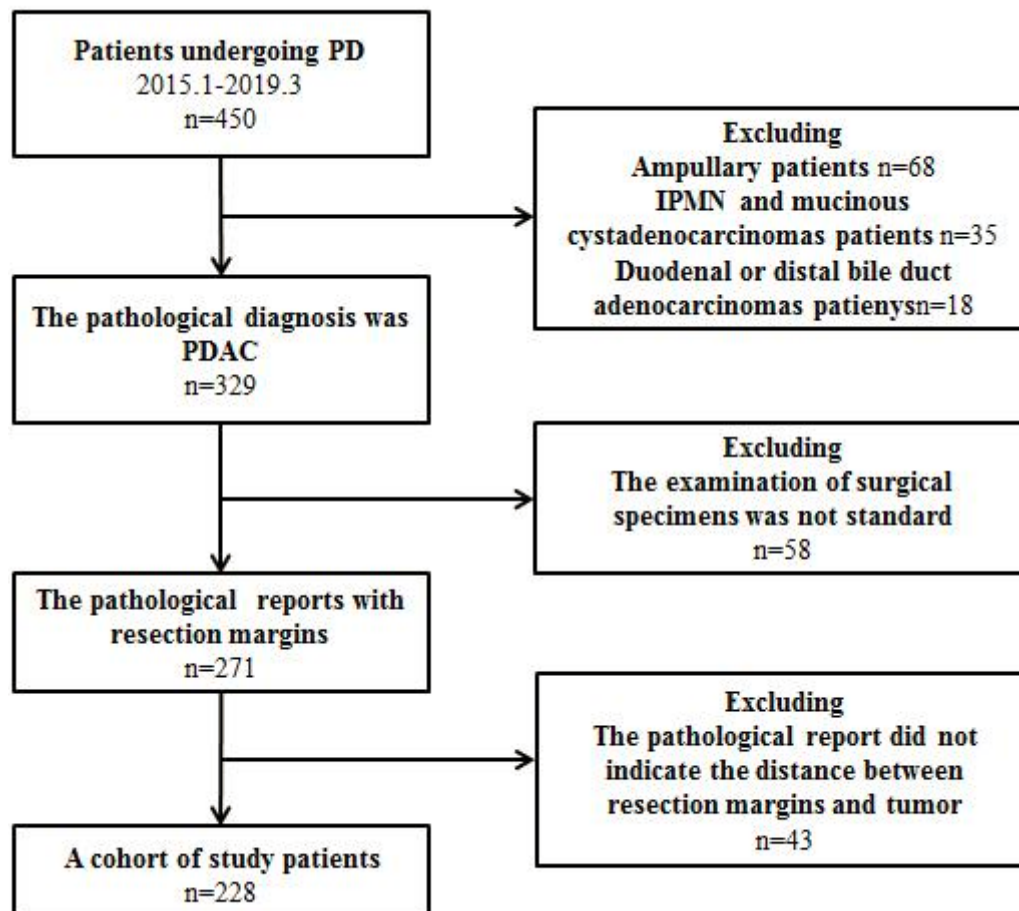 Patients undergoing PD
2015.1-2019.3
n=450
Excluding
Ampullary patients n=68
IPMN and mucinous
cystadenocarcinomas patients n=35
Duodenal or distal bile duct
adenocarcinomas patienysn=18
The pathological diagnosis was
PDAC
n=329
Excluding
The examination of surgical
specimens was not standard
n=58
The pathological reports with
resection margins
n=271
Excluding
The pathological report did not
indicate the distance between
resection margins and tumor
n=43
A cohort of study patients
n=228